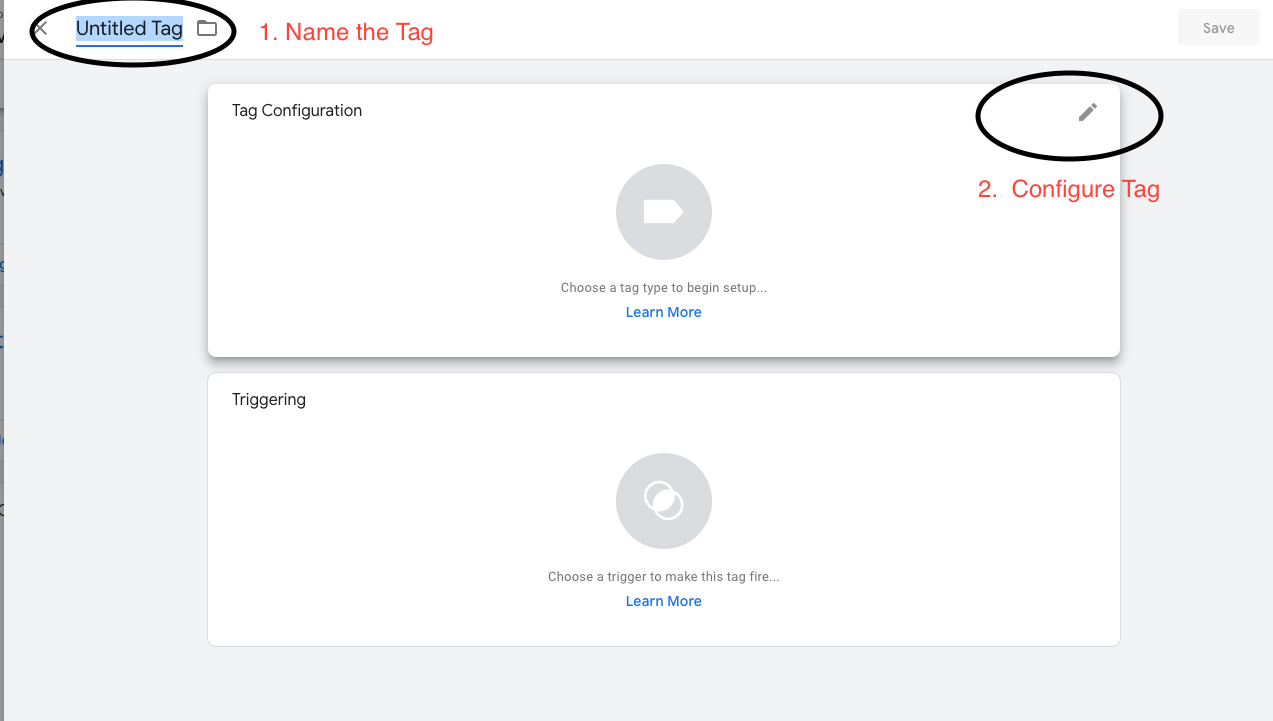 Untitled Tag
1. Name the Tag
Save
Tag Configuration
2. Configure Tag
Choose a tag type to begin setup...
Learn More
Triggering
Choose a trigger to make this tag fire...
Learn More